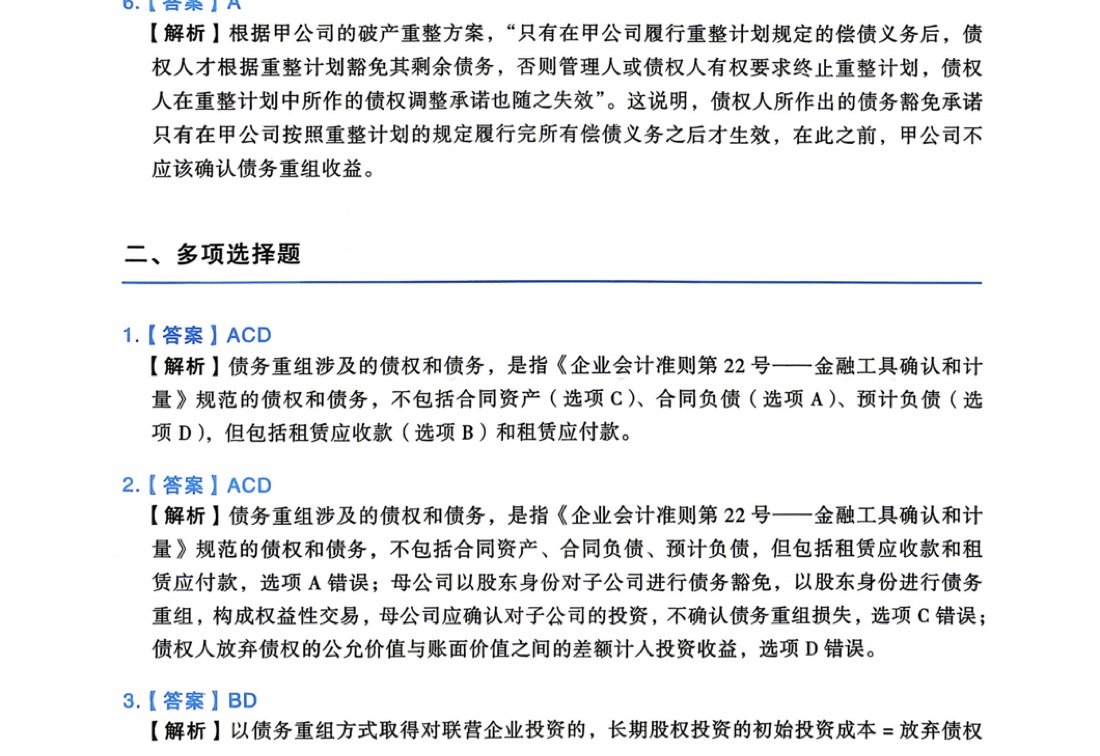 6.【答案】A
【解析】根据甲公司的破产重整方案，“只有在甲公司履行重整计划规定的偿债义务后，债
权人才根据重整计划豁免其剩余债务，否则管理人或债权人有权要求终止重整计划，债权
人在重整计划中所作的债权调整承诺也随之失效”。这说明，债权人所作出的债务豁免承诺
只有在甲公司按照重整计划的规定履行完所有偿债义务之后才生效，在此之前，甲公司不
应该确认债务重组收益。
二、多项选择题
1.【答案】ACD
【解析】债务重组涉及的债权和债务，是指《企业会计准则第 22 号——金融工具确认和计
量》规范的债权和债务，不包括合同资产（选项 C）、合同负债（选项 A）、预计负债（选
项 D），但包括租赁应收款（选项 B）和租赁应付款。
2.【答案】ACD
【解析】债务重组涉及的债权和债务，是指《企业会计准则第 22 号——金融工具确认和计
量》规范的债权和债务，不包括合同资产、合同负债、预计负债，但包括租赁应收款和租
赁应付款，选项 A 错误；母公司以股东身份对子公司进行债务豁免，以股东身份进行债务
重组，构成权益性交易，母公司应确认对子公司的投资，不确认债务重组损失，选项 C 错误；
债权人放弃债权的公允价值与账面价值之间的差额计入投资收益，选项 D 错误。
3.【答案】BD
【解析】以债务重组方式取得对联营企业投资的，长期股权投资的初始投资成本 = 放弃债权